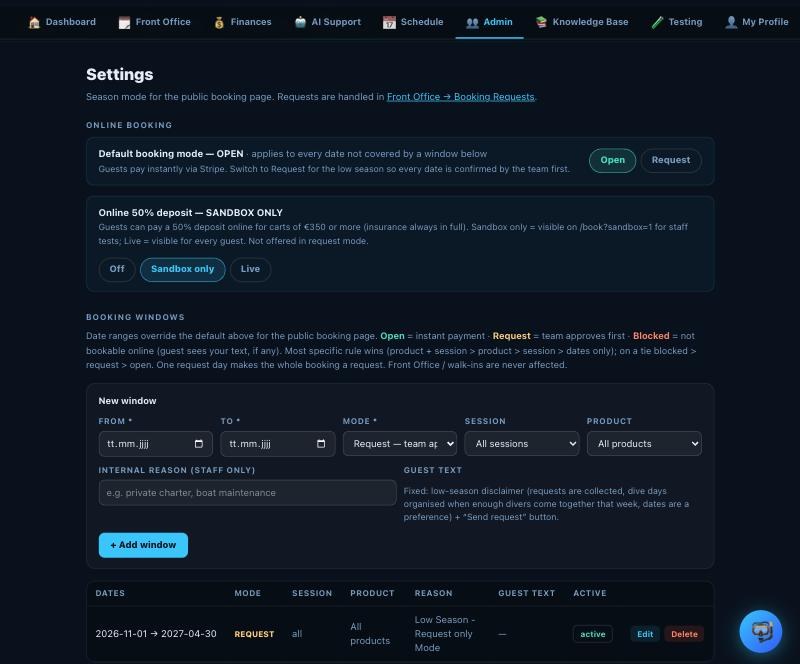 Dashboard Front Office Finances AI Support Schedule Admin Knowledge Base Testing My Profile
Settings
Season mode for the public booking page. Requests are handled in Front Office → Booking Requests.
ONLINE BOOKING
Default booking mode — OPEN · applies to every date not covered by a window below
Guests pay instantly via Stripe. Switch to Request for the low season so every date is confirmed by the team first.
Open Request
Online 50% deposit — SANDBOX ONLY
Guests can pay a 50% deposit online for carts of €350 or more (insurance always in full). Sandbox only = visible on /book?sandbox=1 for staff
tests; Live = visible for every guest. Not offered in request mode.
Off Sandbox only Live
BOOKING WINDOWS
Date ranges override the default above for the public booking page. Open = instant payment · Request = team approves first · Blocked = not
bookable online (guest sees your text, if any). Most specific rule wins (product + session > product > session > dates only); on a tie blocked >
request > open. One request day makes the whole booking a request. Front Office / walk-ins are never affected.
New window
FROM * TO * MODE * SESSION PRODUCT
tt.mm.jjjj tt.mm.jjjj Request — team ap All sessions All products
INTERNAL REASON (STAFF ONLY) GUEST TEXT
e.g. private charter, boat maintenance
Fixed: low-season disclaimer (requests are collected, dive days
organised when enough divers come together that week, dates are a
preference) + “Send request” button.
+ Add window
DATES MODE SESSION PRODUCT REASON GUEST TEXT ACTIVE
2026-11-01 → 2027-04-30 REQUEST all All products Low Season - Request only Mode — active Edit Delete